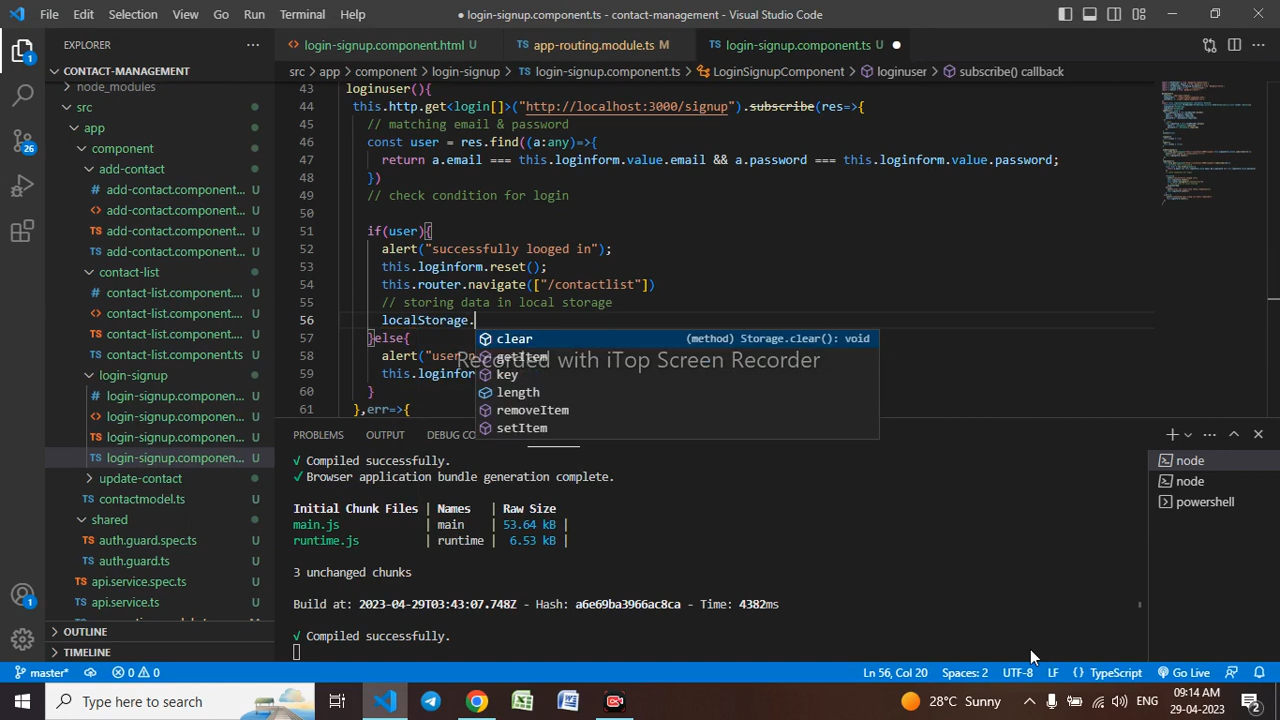 File Edit Selection View Go Run Terminal Help
● login-signup.component.ts - contact-management - Visual Studio Code
EXPLORER
CONTACT-MANAGEMENT
node_modules
src
app
component
add-contact
# add-contact.component... U
<> add-contact.component... U
TS add-contact.component... U
TS add-contact.component... U
contact-list
# contact-list.component.... U
<> contact-list.component.... U
TS contact-list.component.... U
TS contact-list.component.ts U
login-signup
# login-signup.componen... U
<> login-signup.componen... U
TS login-signup.componen... U
TS login-signup.componen... U
update-contact
TS contactmodel.ts U
shared
TS auth.guard.spec.ts U
TS auth.guard.ts U
TS api.service.spec.ts U
TS api.service.ts U
OUTLINE
TIMELINE
1
26
1
<> login-signup.component.html U
TS app-routing.module.ts M
TS login-signup.component.ts U ●
src > app > component > login-signup > TS login-signup.component.ts > LoginSignupComponent > loginuser > subscribe() callback
43 loginuser(){
44 this.http.get<login[]>("http://localhost:3000/signup").subscribe(res=>{
45 // matching email & password
46 const user = res.find((a:any)=>{
47 return a.email === this.loginform.value.email && a.password === this.loginform.value.password;
48 })
49 // check condition for login
50
51 if(user){
52 alert("successfully looged in");
53 this.loginform.reset();
54 this.router.navigate(["/contactlist"])
55 // storing data in local storage
56 localStorage.
57 }else{
58 alert("user n
59 this.loginfor
60 }
61 },err=>{
clear (method) Storage.clear(): void
getItem
key
length
removeItem
setItem
Recorded with iTop Screen Recorder
PROBLEMS OUTPUT DEBUG CO
√ Compiled successfully.
√ Browser application bundle generation complete.
Initial Chunk Files | Names | Raw Size
main.js | main | 53.64 kB |
runtime.js | runtime | 6.53 kB |
3 unchanged chunks
Build at: 2023-04-29T03:43:07.748Z - Hash: a6e69ba3966ac8ca - Time: 4382ms
√ Compiled successfully.
node
node
powershell
master* 0 0 Ln 56, Col 20 Spaces: 2 UTF-8 LF {} TypeScript Go Live
Type here to search
28°C Sunny ENG 09:14 AM
29-04-2023
2